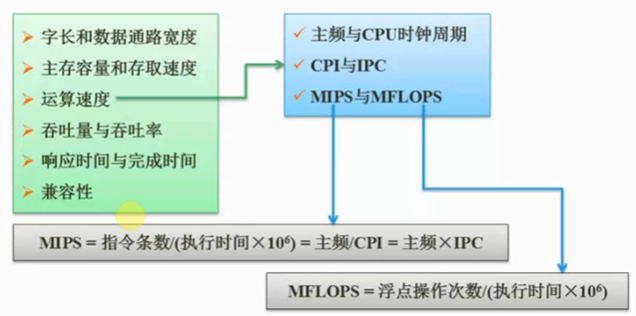 字长和数据通路宽度
主存容量和存取速度
运算速度
吞吐量与吞吐率
响应时间与完成时间
兼容性
主频与CPU时钟周期
CPI与IPC
MIPS与MFLOPS
MIPS = 指令条数/(执行时间×10⁶) = 主频/CPI = 主频×IPC
MFLOPS = 浮点操作次数/(执行时间×10⁶)